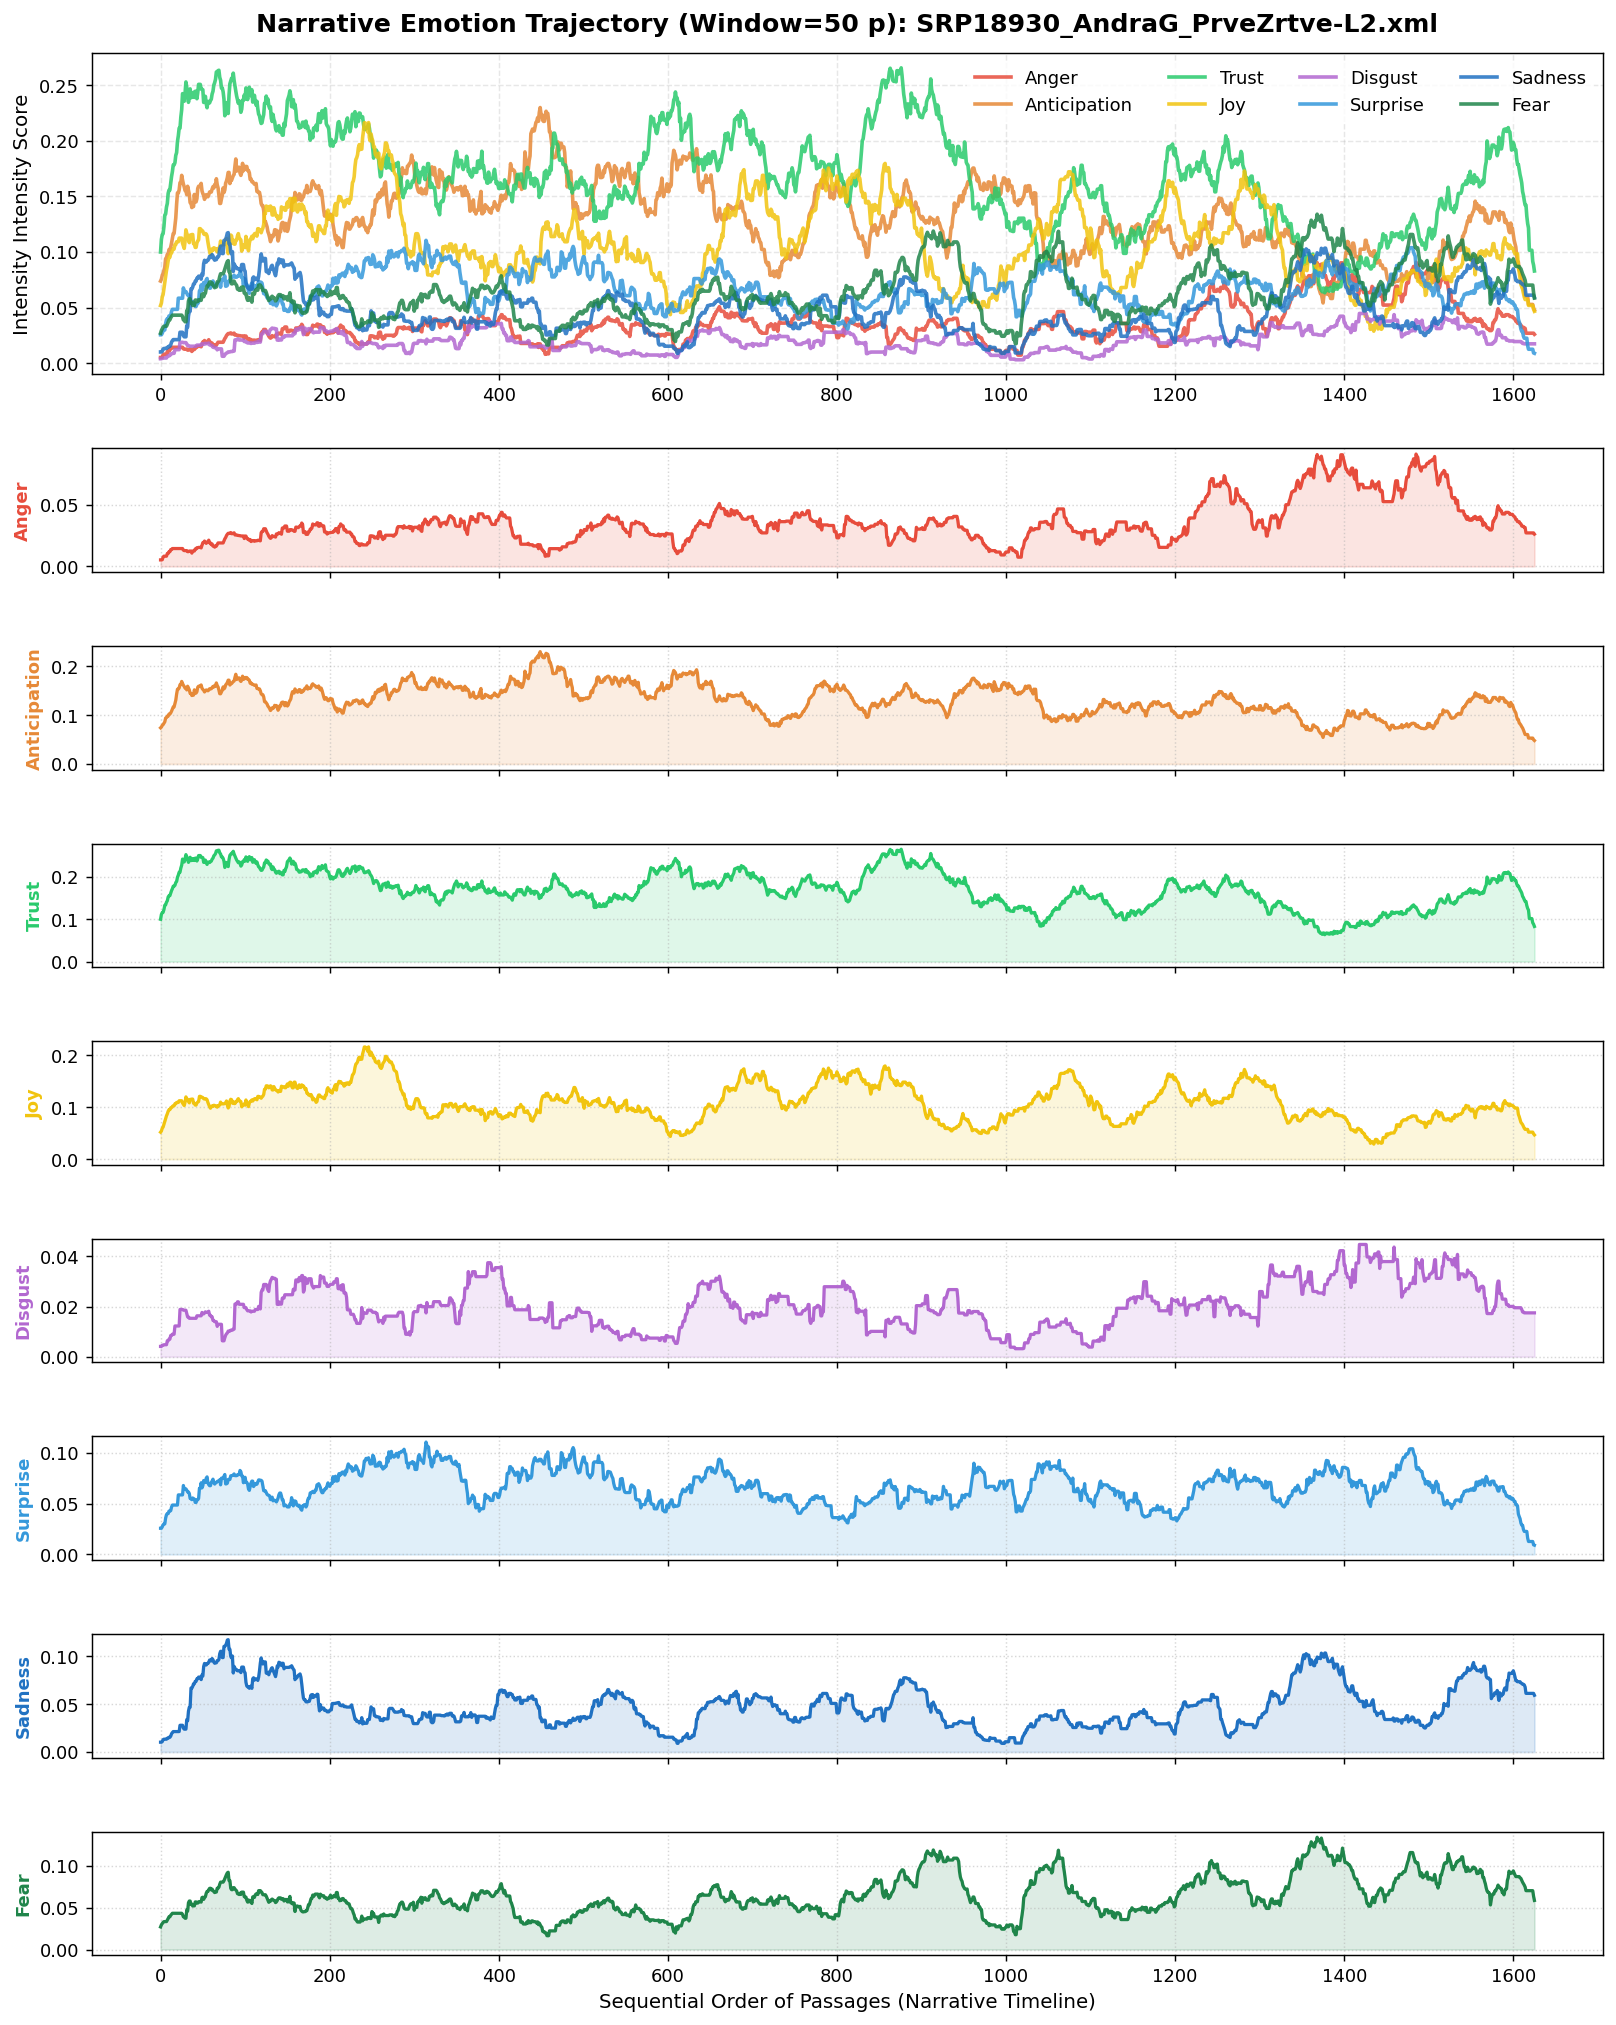 Narrative Emotion Trajectory (Window=50 p): SRP18930_AndraG_PrveZrtve-L2.xml
Intensity Intensity Score
0.25
0.20
0.15
0.10
0.05
0.00
Anger Trust Disgust Sadness
Anticipation Joy Surprise Fear
0 200 400 600 800 1000 1200 1400 1600
Anger
0.05
0.00
Anticipation
0.2
0.1
0.0
Trust
0.2
0.1
0.0
Joy
0.2
0.1
0.0
Disgust
0.04
0.02
0.00
Surprise
0.10
0.05
0.00
Sadness
0.10
0.05
0.00
Fear
0.10
0.05
0.00
0 200 400 600 800 1000 1200 1400 1600
Sequential Order of Passages (Narrative Timeline)